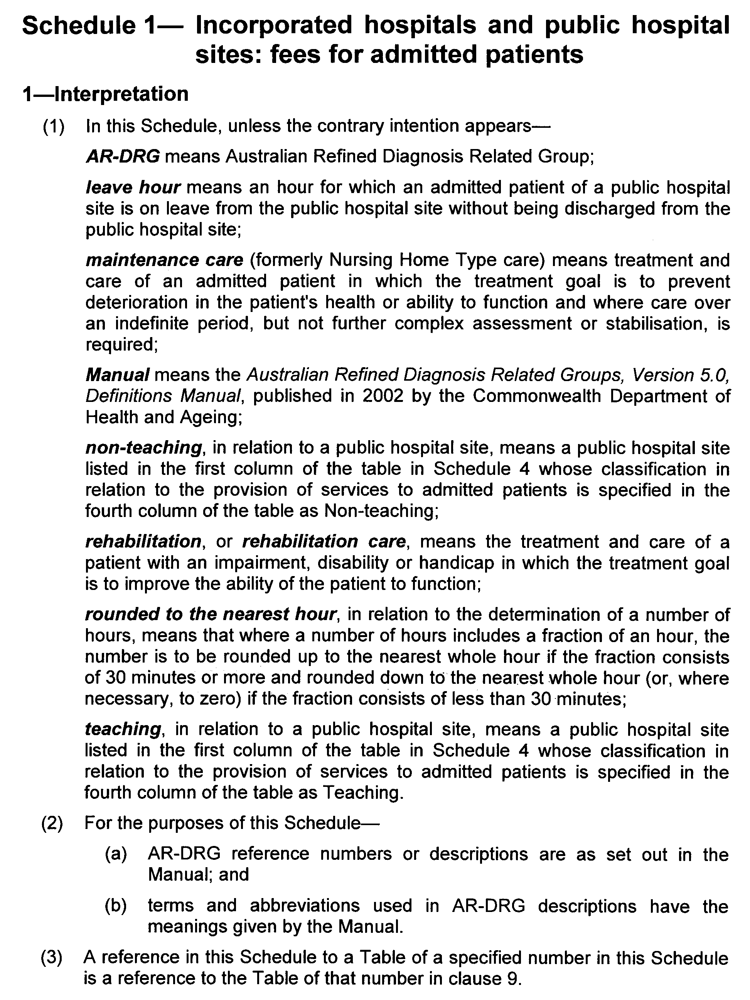 Schedule 1— Incorporated hospitals and public hospital
sites: fees for admitted patients
1—Interpretation
(1) In this Schedule, unless the contrary intention appears—
AR-DRG means Australian Refined Diagnosis Related Group;
leave hour means an hour for which an admitted patient of a public hospital
site is on leave from the public hospital site without being discharged from the
public hospital site;
maintenance care (formerly Nursing Home Type care) means treatment and
care of an admitted patient in which the treatment goal is to prevent
deterioration in the patient's health or ability to function and where care over
an indefinite period, but not further complex assessment or stabilisation, is
required;
Manual means the Australian Refined Diagnosis Related Groups, Version 5.0,
Definitions Manual, published in 2002 by the Commonwealth Department of
Health and Ageing;
non-teaching, in relation to a public hospital site, means a public hospital site
listed in the first column of the table in Schedule 4 whose classification in
relation to the provision of services to admitted patients is specified in the
fourth column of the table as Non-teaching;
rehabilitation, or rehabilitation care, means the treatment and care of a
patient with an impairment, disability or handicap in which the treatment goal
is to improve the ability of the patient to function;
rounded to the nearest hour, in relation to the determination of a number of
hours, means that where a number of hours includes a fraction of an hour, the
number is to be rounded up to the nearest whole hour if the fraction consists
of 30 minutes or more and rounded down to the nearest whole hour (or, where
necessary, to zero) if the fraction consists of less than 30 minutes;
teaching, in relation to a public hospital site, means a public hospital site
listed in the first column of the table in Schedule 4 whose classification in
relation to the provision of services to admitted patients is specified in the
fourth column of the table as Teaching.
(2) For the purposes of this Schedule—
(a) AR-DRG reference numbers or descriptions are as set out in the
Manual; and
(b) terms and abbreviations used in AR-DRG descriptions have the
meanings given by the Manual.
(3) A reference in this Schedule to a Table of a specified number in this Schedule
is a reference to the Table of that number in clause 9.